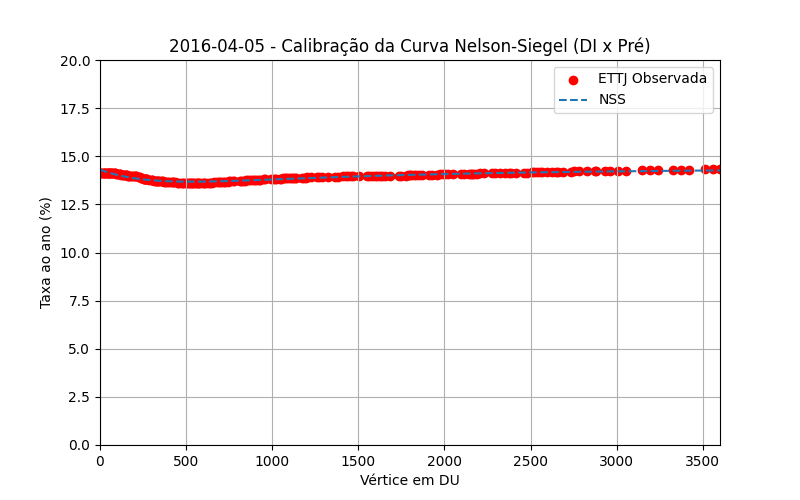 2016-04-05 - Calibração da Curva Nelson-Siegel (DI x Pré)
ETTJ Observada
NSS
Taxa ao ano (%)
20.0
17.5
15.0
12.5
10.0
7.5
5.0
2.5
0.0
0 500 1000 1500 2000 2500 3000 3500
Vértice em DU